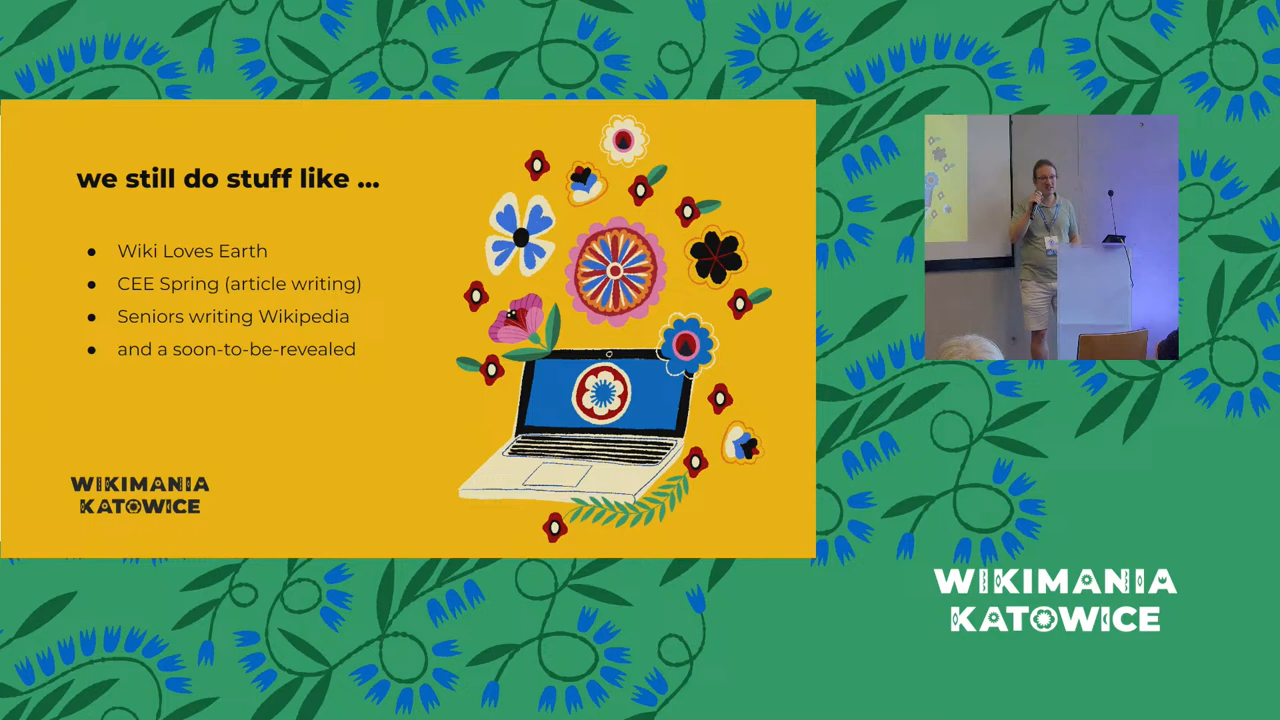 we still do stuff like ...
● Wiki Loves Earth
● CEE Spring (article writing)
● Seniors writing Wikipedia
● and a soon-to-be-revealed
WIKIMANIA
KATOWICE
WIKIMANIA
KATOWICE